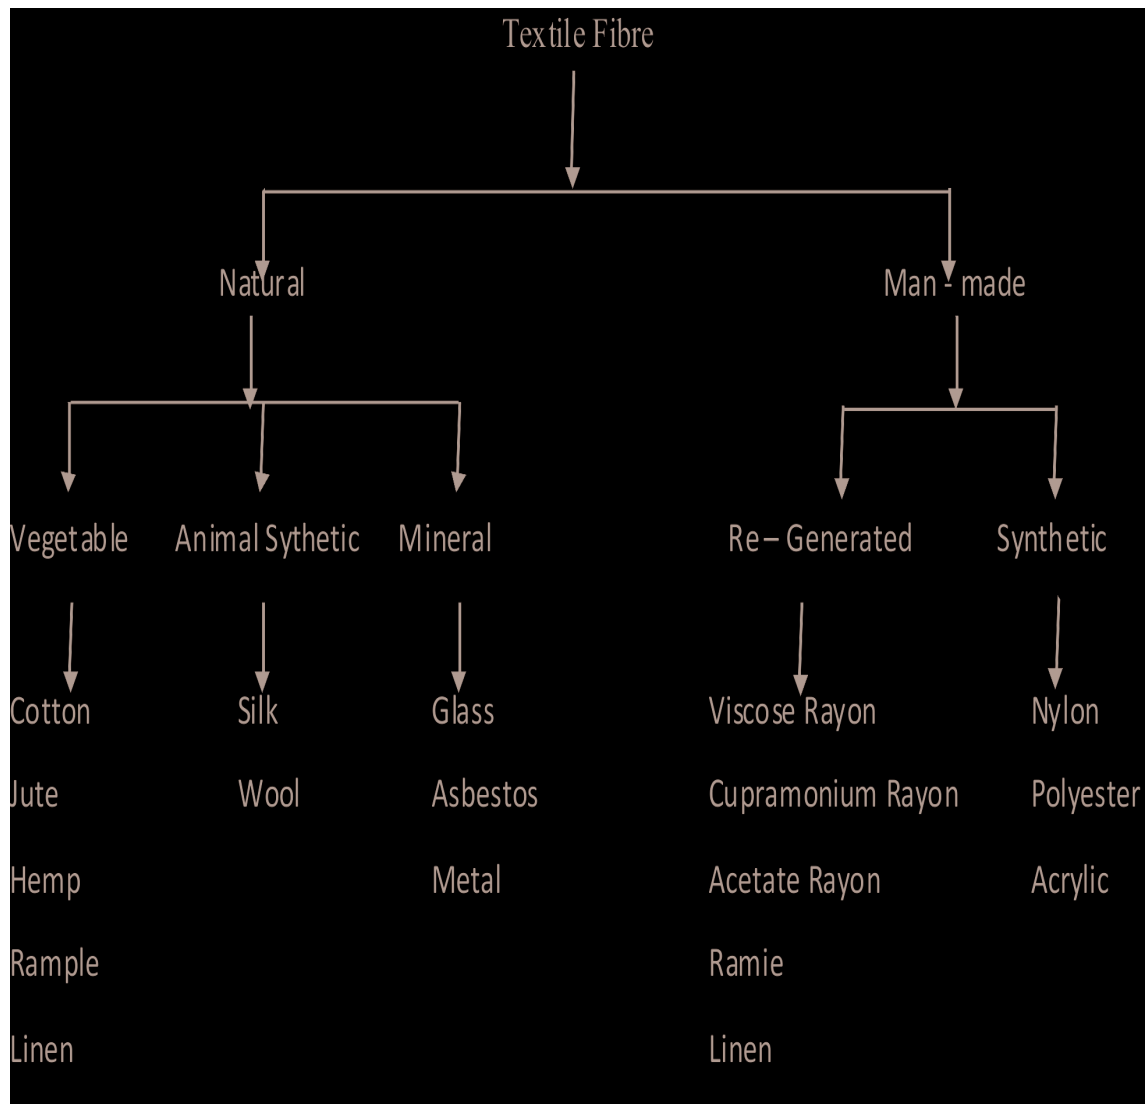 Textile Fibre
Natural Man - made
Vegetable Animal Sythetic Mineral Re – Generated Synthetic
Cotton Silk Glass Viscose Rayon Nylon
Jute Wool Asbestos Cupramonium Rayon Polyester
Hemp Metal Acetate Rayon Acrylic
Rample Ramie
Linen Linen